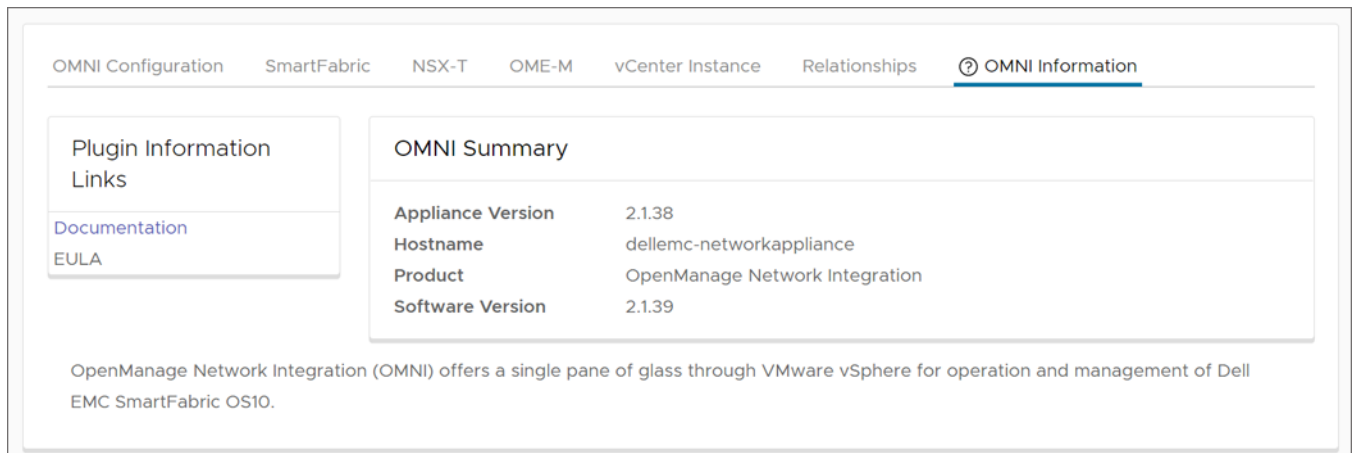 OMNI Configuration SmartFabric NSX-T OME-M vCenter Instance Relationships ? OMNI Information
Plugin Information
Links
Documentation
EULA
OMNI Summary
Appliance Version 2.1.38
Hostname dellemc-networkappliance
Product OpenManage Network Integration
Software Version 2.1.39
OpenManage Network Integration (OMNI) offers a single pane of glass through VMware vSphere for operation and management of Dell
EMC SmartFabric OS10.